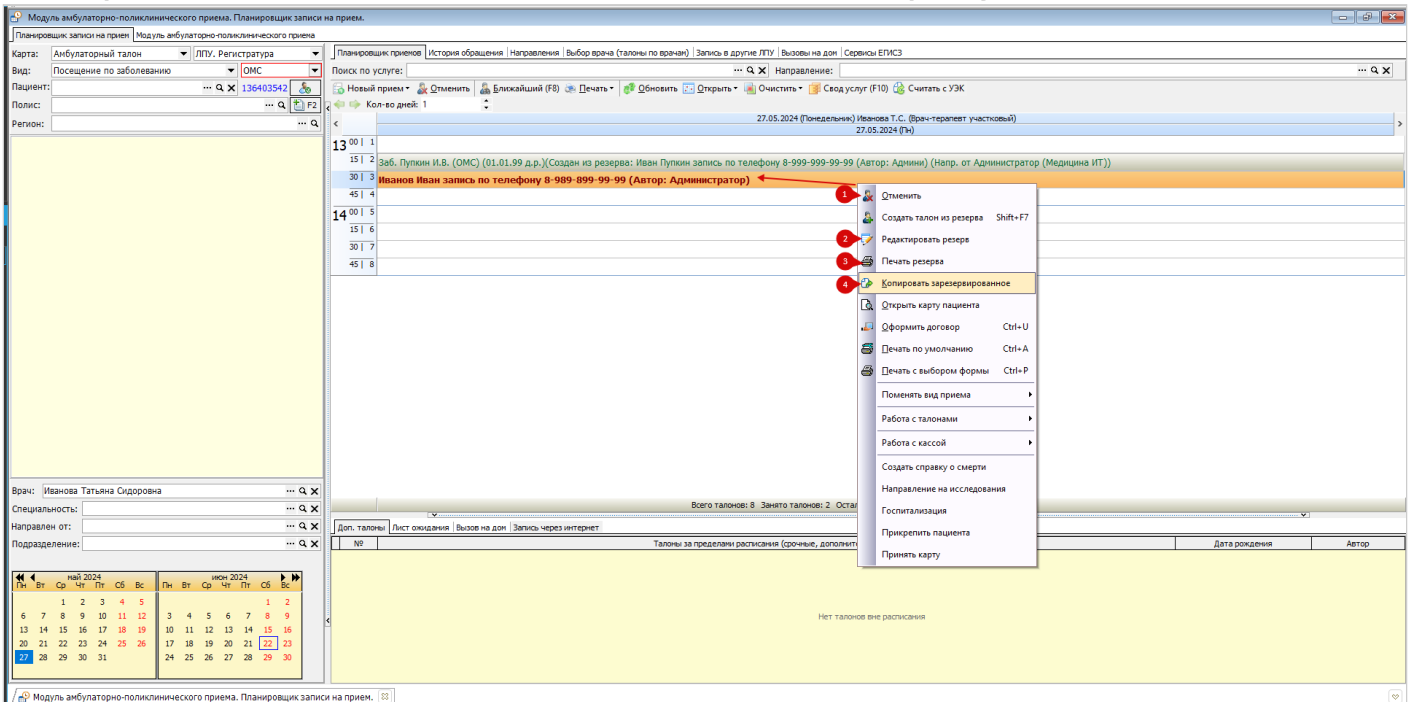 Модуль амбулаторно-поликлинического приема. Планировщик записи на прием.
Планировщик записи на прием Модуль амбулаторно-поликлинического приема
Карта: Амбулаторный талон ЛПУ. Регистратура
Вид: Посещение по заболеванию ОМС
Пациент: 136403542
Полис: F2
Регион:
Планировщик приемов История обращения Направления Выбор врача (талоны по врачам) Запись в другие ЛПУ Вызовы на дом Сервисы ЕГИСЗ
Поиск по услуге: Направление:
Новый прием Отменить Ближайший (F8) Печать Обновить Открыть Очистить Свод услуг (F10) Считать с УЭК
Кол-во дней: 1
27.05.2024 (Понедельник) Иванова Т.С. (Врач-терапевт участковый)
27.05.2024 (Пн)
13 00 | 1
15 | 2 Заб. Пупкин И.В. (ОМС) (01.01.99 д.р.)(Создан из резерва: Иван Пупкин запись по телефону 8-999-999-99-99 (Автор: Админи) (Напр. от Администратор (Медицина ИТ))
30 | 3 Иванов Иван запись по телефону 8-989-899-99-99 (Автор: Администратор)
45 | 4
14 00 | 5
15 | 6
30 | 7
45 | 8
1 Отменить
Создать талон из резерва Shift+F7
2 Редактировать резерв
3 Печать резерва
4 Копировать зарезервированное
Открыть карту пациента
Оформить договор Ctrl+U
Печать по умолчанию Ctrl+A
Печать с выбором формы Ctrl+P
Поменять вид приема
Работа с талонами
Работа с кассой
Создать справку о смерти
Направление на исследования
Госпитализация
Прикрепить пациента
Принять карту
Врач: Иванова Татьяна Сидоровна
Специальность:
Направлен от:
Подразделение:
Всего талонов: 8 Занято талонов: 2 Остал
Доп. талоны Лист ожидания Вызов на дом Запись через интернет
№ Талоны за пределами расписания (срочные, дополните Дата рождения Автор
Нет талонов вне расписания
май 2024
Пн Вт Ср Чт Пт Сб Вс
1 2 3 4 5
6 7 8 9 10 11 12
13 14 15 16 17 18 19
20 21 22 23 24 25 26
27 28 29 30 31
июн 2024
Пн Вт Ср Чт Пт Сб Вс
1 2
3 4 5 6 7 8 9
10 11 12 13 14 15 16
17 18 19 20 21 22 23
24 25 26 27 28 29 30
Модуль амбулаторно-поликлинического приема. Планировщик записи на прием.